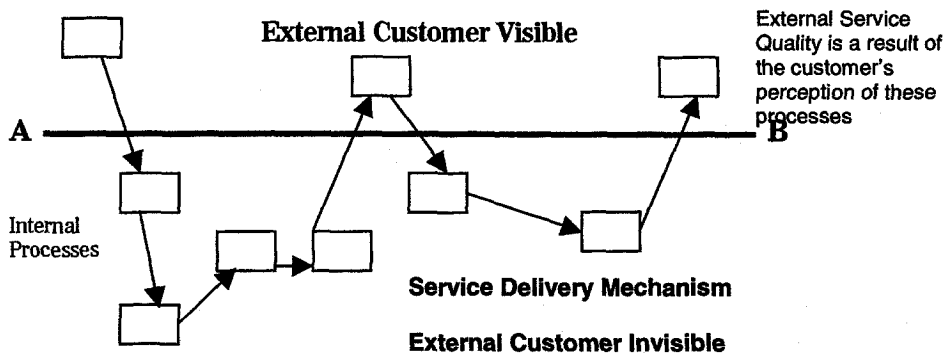 External Customer Visible
External Service
Quality is a result of
the customer's
perception of these
processes
A
B
Internal
Processes
Service Delivery Mechanism
External Customer Invisible